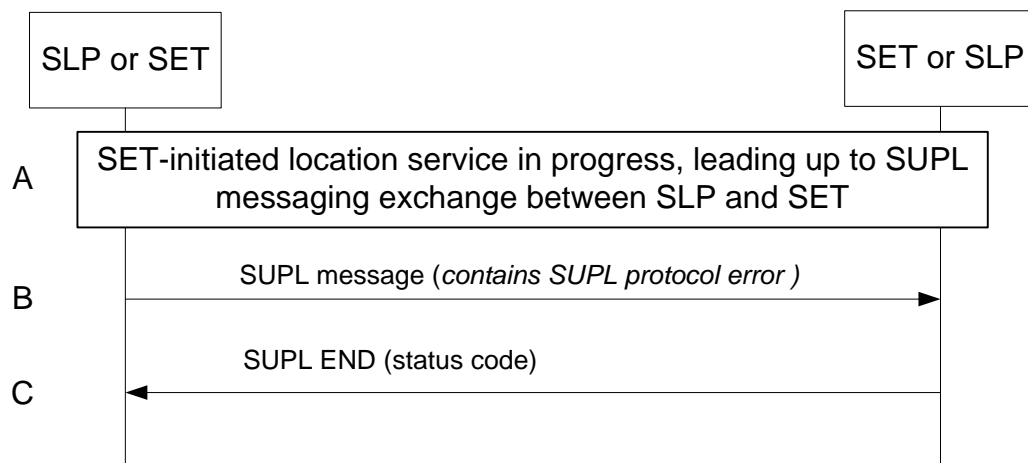 SLP or SET
SET or SLP
A
SET-initiated location service in progress, leading up to SUPL
messaging exchange between SLP and SET
SUPL message (contains SUPL protocol error )
B
SUPL END (status code)
C